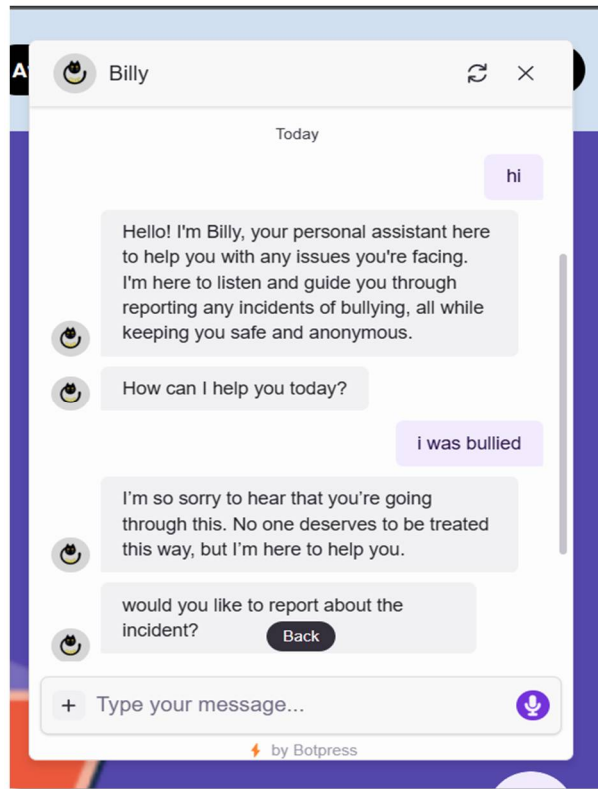 A
Billy
Today
hi
Hello! I'm Billy, your personal assistant here
to help you with any issues you're facing.
I'm here to listen and guide you through
reporting any incidents of bullying, all while
keeping you safe and anonymous.
How can I help you today?
i was bullied
I’m so sorry to hear that you’re going
through this. No one deserves to be treated
this way, but I’m here to help you.
would you like to report about the
incident?
Back
Type your message...
by Botpress